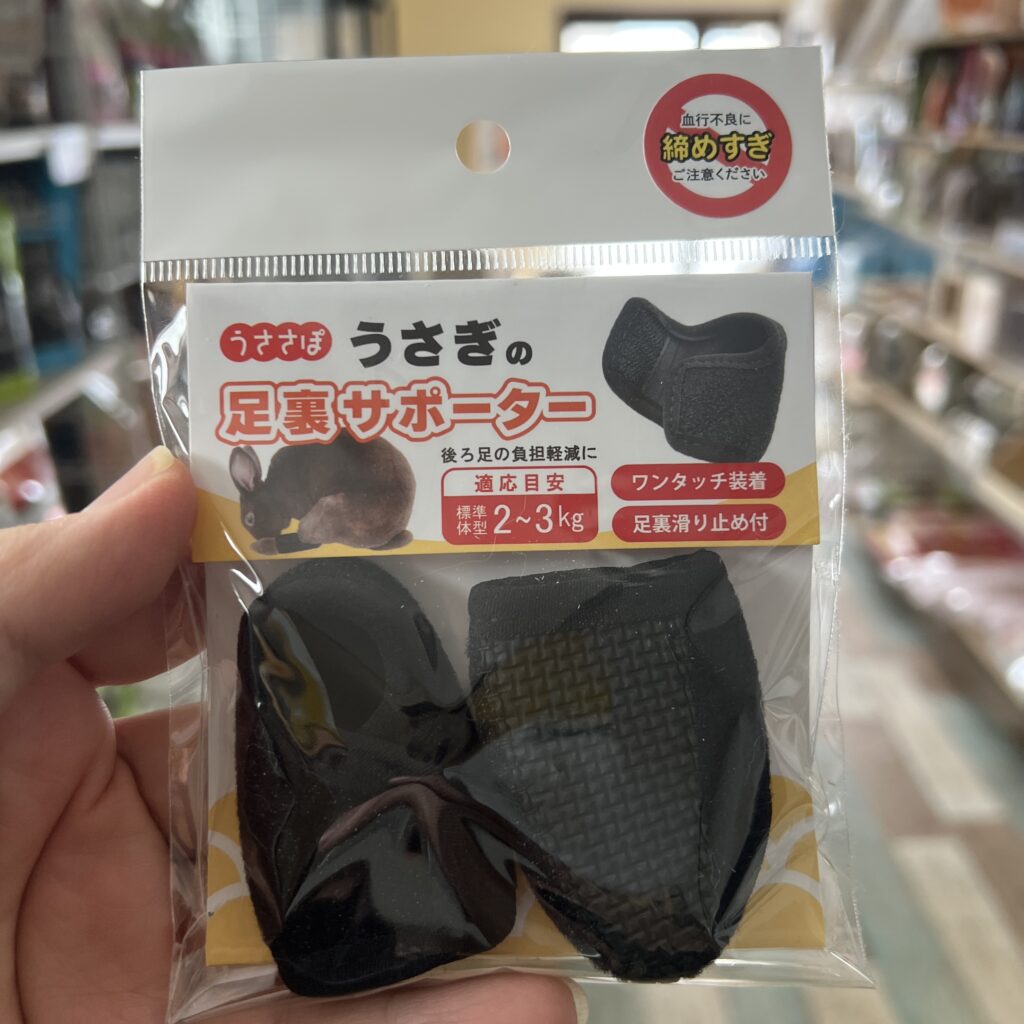 血行不良に
締めすぎ
ご注意ください
うささぽ
うさぎの
足裏サポーター
後ろ足の負担軽減に
適応目安
標準体型 2~3kg
ワンタッチ装着
足裏滑り止め付